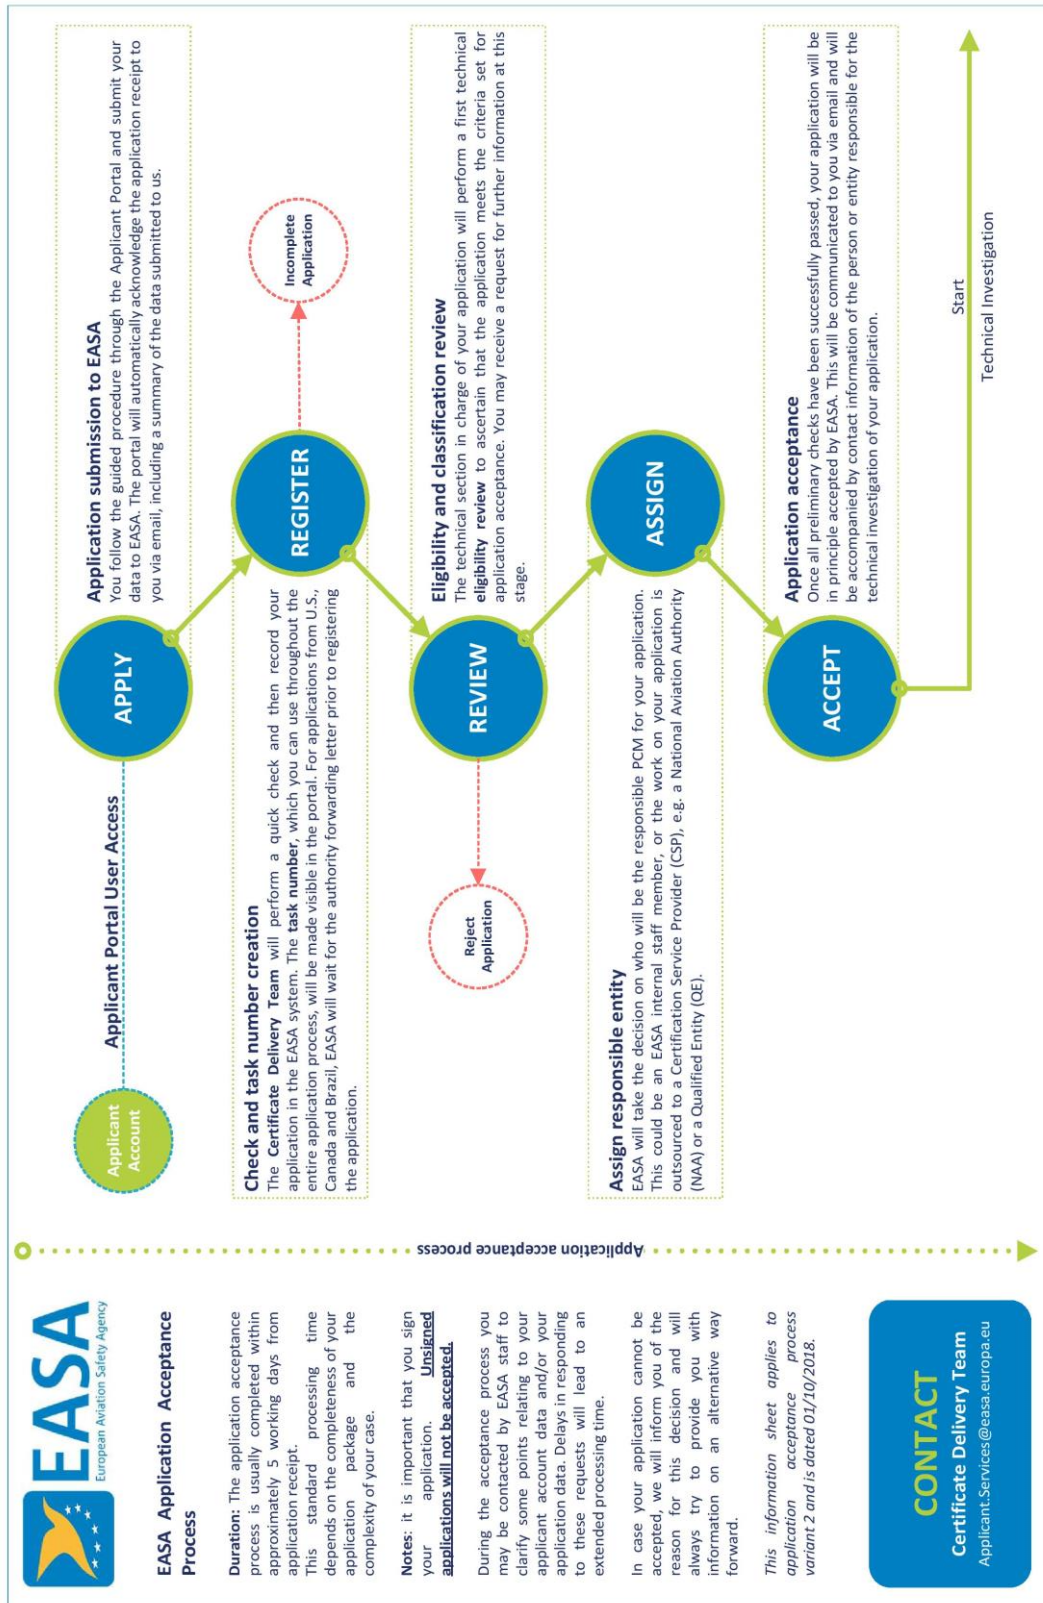 EASA
European Aviation Safety Agency
EASA Application Acceptance
Process
Duration: The application acceptance
process is usually completed within
approximately 5 working days from
application receipt.
This standard processing time
depends on the completeness of your
application package and the
complexity of your case.
Notes: it is important that you sign
your application. Unsigned
applications will not be accepted.
During the acceptance process you
may be contacted by EASA staff to
clarify some points relating to your
applicant account data and/or your
application data. Delays in responding
to these requests will lead to an
extended processing time.
In case your application cannot be
accepted, we will inform you of the
reason for this decision and will
always try to provide you with
information on an alternative way
forward.
This information sheet applies to
application acceptance process
variant 2 and is dated 01/10/2018.
CONTACT
Certificate Delivery Team
Applicant.Services@easa.europa.eu
Application acceptance process
Applicant
Account
Applicant Portal User Access
APPLY
Application submission to EASA
You follow the guided procedure through the Applicant Portal and submit your
data to EASA. The portal will automatically acknowledge the application receipt to
you via email, including a summary of the data submitted to us.
Check and task number creation
The Certificate Delivery Team will perform a quick check and then record your
application in the EASA system. The task number, which you can use throughout the
entire application process, will be made visible in the portal. For applications from U.S.,
Canada and Brazil, EASA will wait for the authority forwarding letter prior to registering
the application.
REGISTER
Incomplete
Application
Reject
Application
REVIEW
Eligibility and classification review
The technical section in charge of your application will perform a first technical
eligibility review to ascertain that the application meets the criteria set for
application acceptance. You may receive a request for further information at this
stage.
Assign responsible entity
EASA will take the decision on who will be the responsible PCM for your application.
This could be an EASA internal staff member, or the work on your application is
outsourced to a Certification Service Provider (CSP), e.g. a National Aviation Authority
(NAA) or a Qualified Entity (QE).
ASSIGN
ACCEPT
Application acceptance
Once all preliminary checks have been successfully passed, your application will be
in principle accepted by EASA. This will be communicated to you via email and will
be accompanied by contact information of the person or entity responsible for the
technical investigation of your application.
Start
Technical Investigation